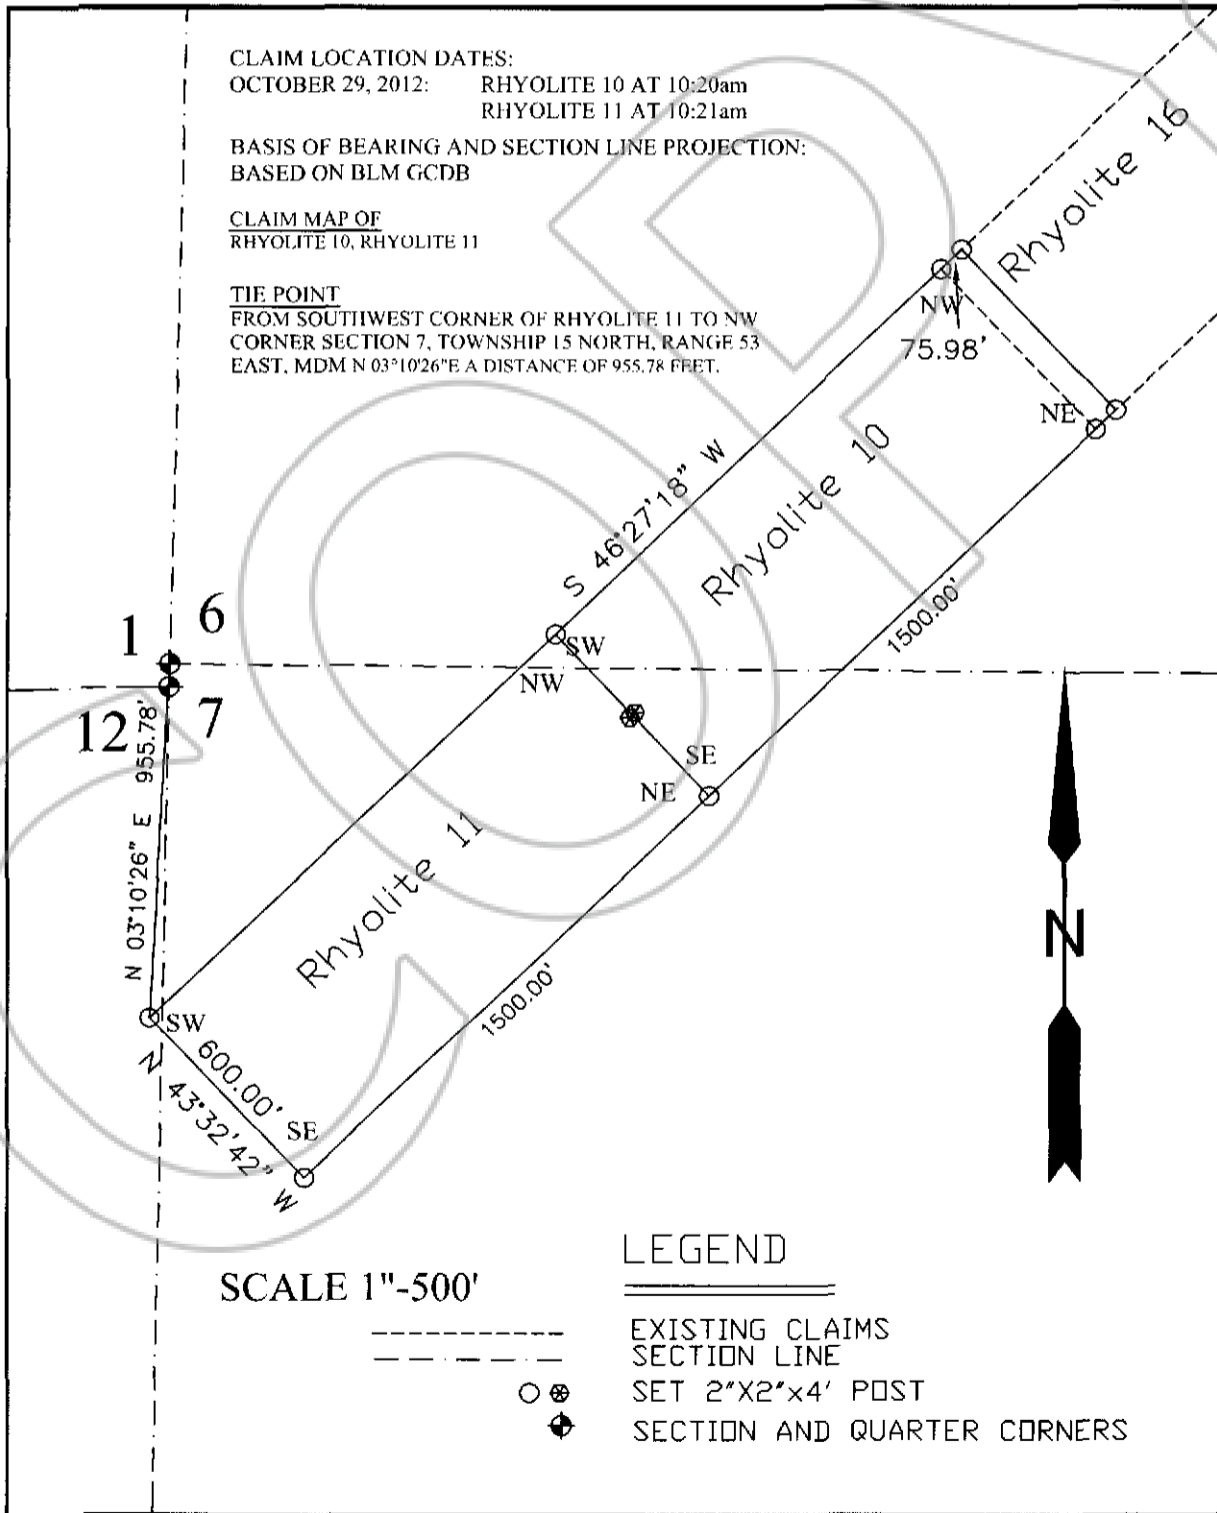 CLAIM LOCATION DATES:
OCTOBER 29, 2012: RHYOLITE 10 AT 10:20am
RHYOLITE 11 AT 10:21am
BASIS OF BEARING AND SECTION LINE PROJECTION:
BASED ON BLM GCDB
CLAIM MAP OF
RHYOLITE 10, RHYOLITE 11
TIE POINT
FROM SOUTHWEST CORNER OF RHYOLITE 11 TO NW
CORNER SECTION 7, TOWNSHIP 15 NORTH, RANGE 53
EAST, MDM N 03°10'26"E A DISTANCE OF 955.78 FEET.
Rhyolite 16
NW
75.98'
NE
S 46°27'18" W
Rhyolite 10
1500.00'
1 6
12 7
SW
NW
SE
NE
N 03°10'26" E 955.78'
Rhyolite 11
1500.00'
SW
600.00'
N 43°32'42" W
SE
N
COPY
SCALE 1"-500'
LEGEND
EXISTING CLAIMS
SECTION LINE
SET 2"X2"x4' POST
SECTION AND QUARTER CORNERS